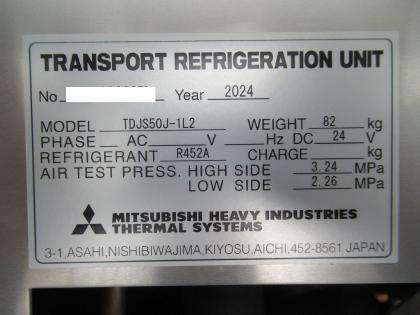 TRANSPORT REFRIGERATION UNIT
No Year 2024
MODEL TDJS50J-1L2 WEIGHT 82 kg
PHASE AC V Hz DC 24 V
REFRIGERANT R452A CHARGE kg
AIR TEST PRESS. HIGH SIDE 3.24 MPa
LOW SIDE 2.26 MPa
MITSUBISHI HEAVY INDUSTRIES
THERMAL SYSTEMS
3-1,ASAHI,NISHIBIWAJIMA,KIYOSU,AICHI,452-8561 JAPAN